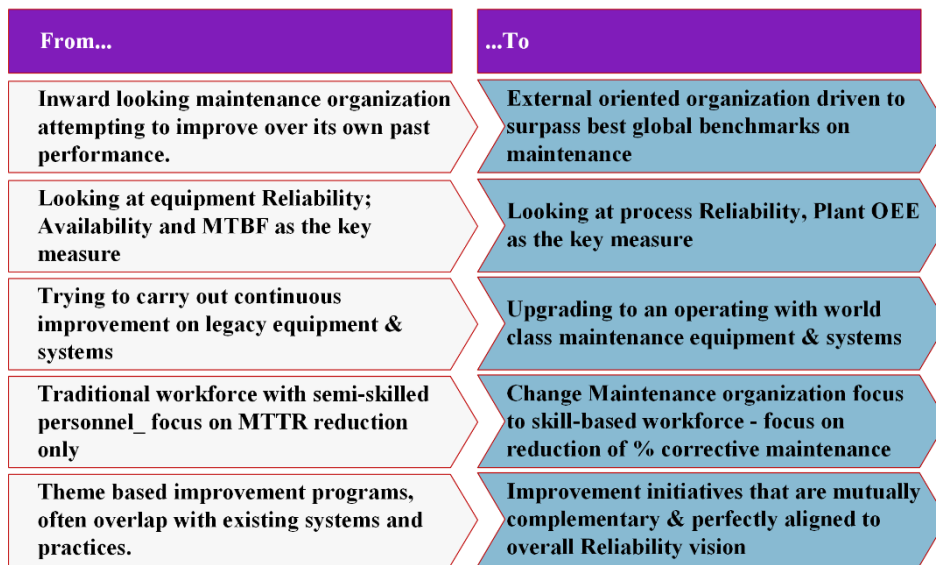 From...
...To
Inward looking maintenance organization
attempting to improve over its own past
performance.
External oriented organization driven to
surpass best global benchmarks on
maintenance
Looking at equipment Reliability;
Availability and MTBF as the key
measure
Looking at process Reliability, Plant OEE
as the key measure
Trying to carry out continuous
improvement on legacy equipment &
systems
Upgrading to an operating with world
class maintenance equipment & systems
Traditional workforce with semi-skilled
personnel_ focus on MTTR reduction
only
Change Maintenance organization focus
to skill-based workforce - focus on
reduction of % corrective maintenance
Theme based improvement programs,
often overlap with existing systems and
practices.
Improvement initiatives that are mutually
complementary & perfectly aligned to
overall Reliability vision